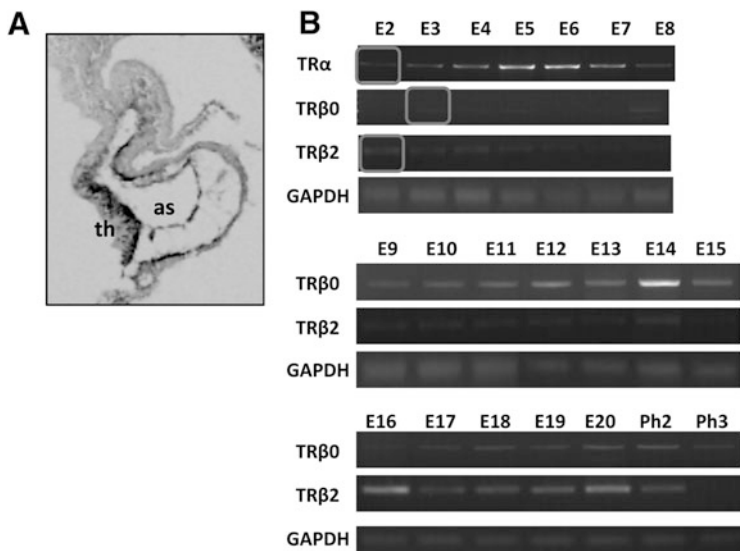 A
th
as
B
E2 E3 E4 E5 E6 E7 E8
TRα
TRβ0
TRβ2
GAPDH
E9 E10 E11 E12 E13 E14 E15
TRβ0
TRβ2
GAPDH
E16 E17 E18 E19 E20 Ph2 Ph3
TRβ0
TRβ2
GAPDH